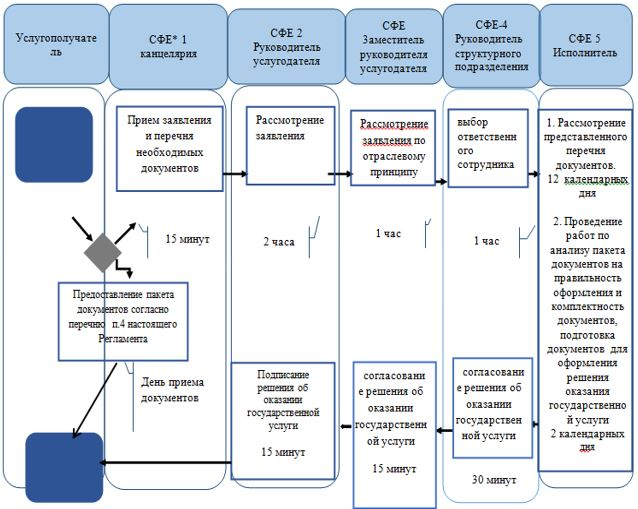 Услугополучате
ль
СФЕ* 1
канцелярия
СФЕ 2
Руководитель
услугодателя
СФЕ
Заместитель
руководителя
услугодателя
СФЕ-4
Руководитель
структурного
подразделения
СФЕ 5
Исполнитель
Прием заявления
и перечня
необходимых
документов
Рассмотрение
заявления
Рассмотрение
заявления по
отраслевому
принципу
выбор
ответственн
ого
сотрудника
1. Рассмотрение
представленного
перечня
документов.
12 календарных
дня
2. Проведение
работ по
анализу пакета
документов на
правильность
оформления и
комплектность
документов,
подготовка
документов для
оформления
решения
оказания
государственно
й услуги
2 календарных
дня
15 минут
2 часа
1 час
1 час
Предоставление пакета
документов согласно
перечню п.4 настоящего
Регламента
День приема
документов
Подписание
решения об
оказании
государственной
услуги
15 минут
согласован
ие решения об
оказании
государствен
ной услуги
15 минут
согласовани
е решения об
оказании
государствен
ной услуги
30 минут